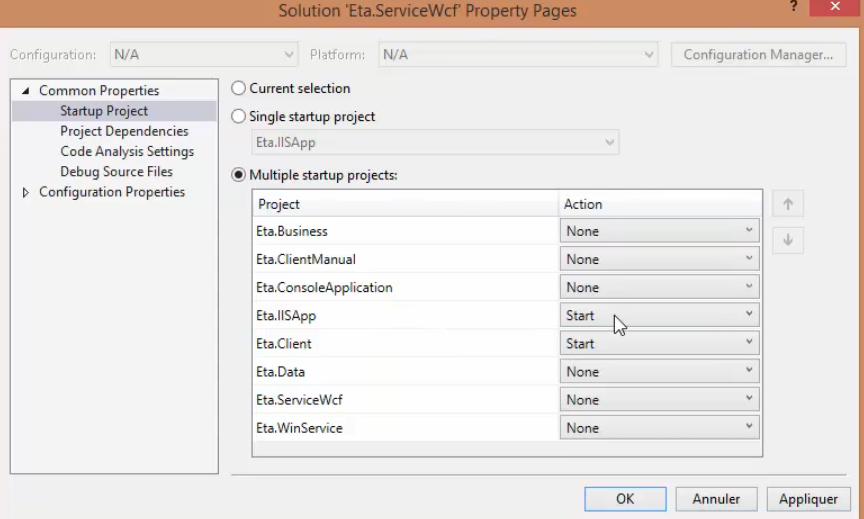 Solution 'Eta.ServiceWcf' Property Pages
?
Configuration: N/A Platform: N/A Configuration Manager...
Common Properties
Startup Project
Project Dependencies
Code Analysis Settings
Debug Source Files
Configuration Properties
Current selection
Single startup project
Eta.IISApp
Multiple startup projects:
Project Action
Eta.Business None
Eta.ClientManual None
Eta.ConsoleApplication None
Eta.IISApp Start
Eta.Client Start
Eta.Data None
Eta.ServiceWcf None
Eta.WinService None
OK Annuler Appliquer